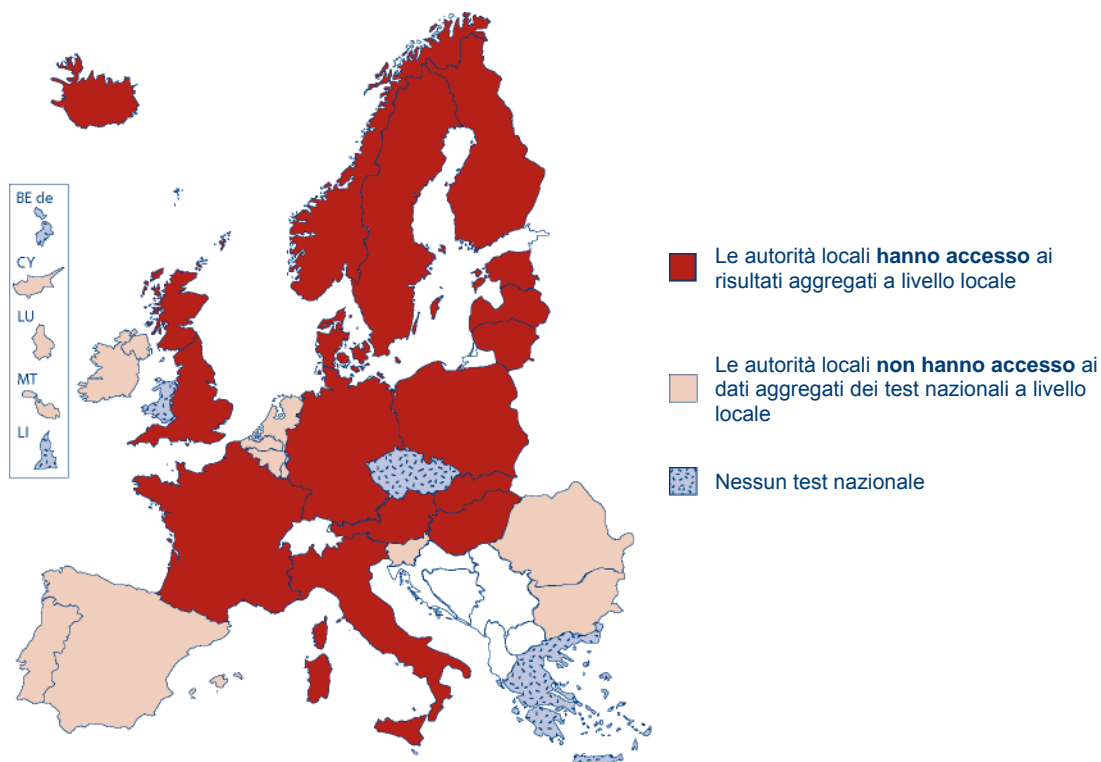 BE de
CY
LU
MT
LI
Le autorità locali hanno accesso ai
risultati aggregati a livello locale
Le autorità locali non hanno accesso ai
dati aggregati dei test nazionali a livello
locale
Nessun test nazionale